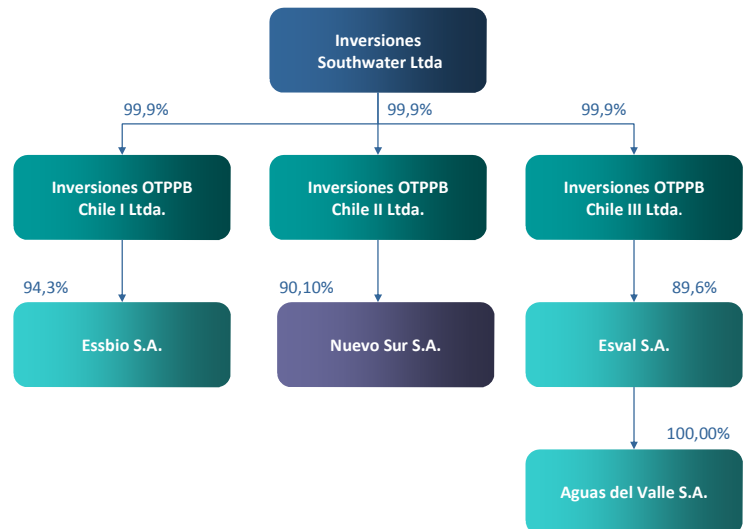 Inversiones
Southwater Ltda
99,9%
99,9%
99,9%
Inversiones OTPPB
Chile I Ltda.
Inversiones OTPPB
Chile II Ltda.
Inversiones OTPPB
Chile III Ltda.
94,3%
90,10%
89,6%
Essbio S.A.
Nuevo Sur S.A.
Esval S.A.
100,00%
Aguas del Valle S.A.